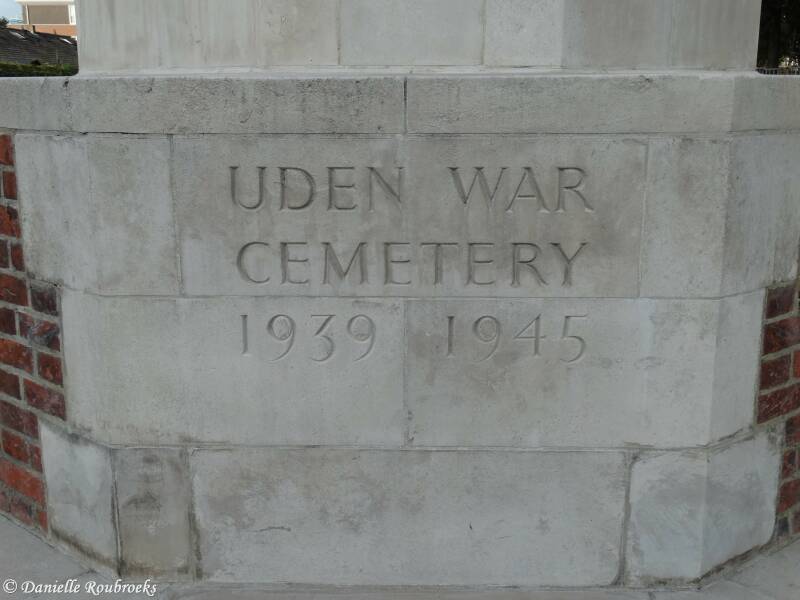 UDEN WAR
CEMETERY
1939 1945
© Danielle Roubroeks